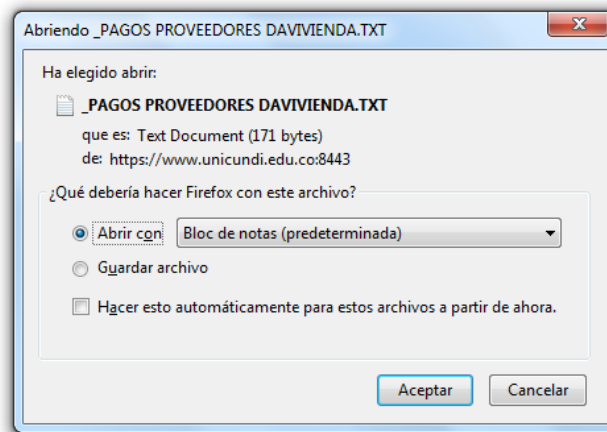 Abriendo _PAGOS PROVEEDORES DAVIVIENDA.TXT
Ha elegido abrir:
_PAGOS PROVEEDORES DAVIVIENDA.TXT
que es: Text Document (171 bytes)
de: https://www.unicundi.edu.co:8443
¿Qué debería hacer Firefox con este archivo?
Abrir con Bloc de notas (predeterminada)
Guardar archivo
Hacer esto automáticamente para estos archivos a partir de ahora.
Aceptar Cancelar